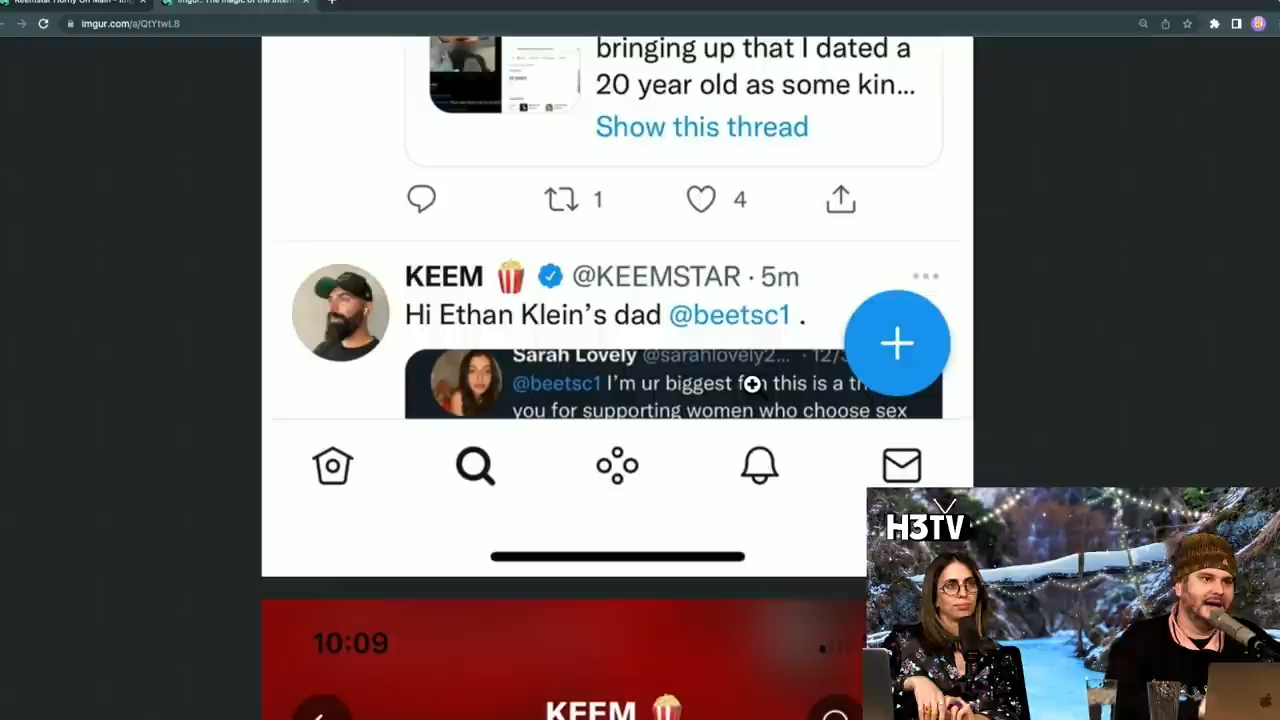 imgur.com/a/QtYtwL8
bringing up that I dated a
20 year old as some kin...
Show this thread
1
4
KEEM @KEEMSTAR · 5m
Hi Ethan Klein's dad @beetsc1 .
Sarah Lovely @sarahlovely2... · 12/
@beetsc1 I'm ur biggest this is a
you for supporting women who choose sex
H3TV
10:09
KEEM